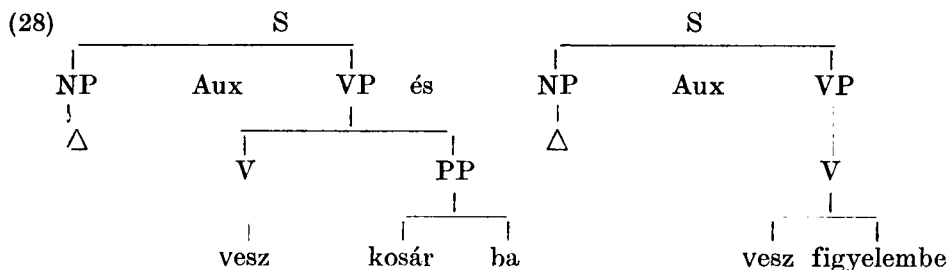 (28) S S
NP Aux VP és NP Aux VP
△ △
V PP V
vesz kosár ba vesz figyelembe